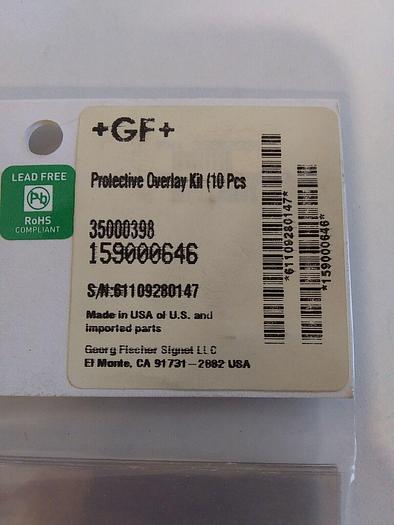 +GF+
LEAD FREE
Pb
RoHS
COMPLIANT
Protective Overlay Kit (10 Pcs
35000398
159000646
S/N:61109280147
Made in USA of U.S. and
imported parts
Georg Fischer Signet LLC
El Monte, CA 91731-2882 USA
*61109280147*
*159000646*